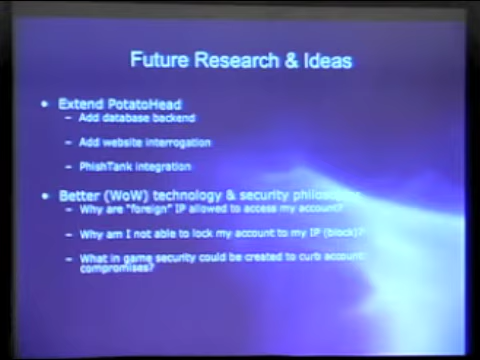 Future Research & Ideas
• Extend PotatoHead
– Add database backend
– Add website interrogation
– PhishTank integration
• Better (WoW) technology & security philosophy
– Why are "foreign" IP allowed to access my account?
– Why am I not able to lock my account to my IP (block)?
– What in game security could be created to curb account
compromises?